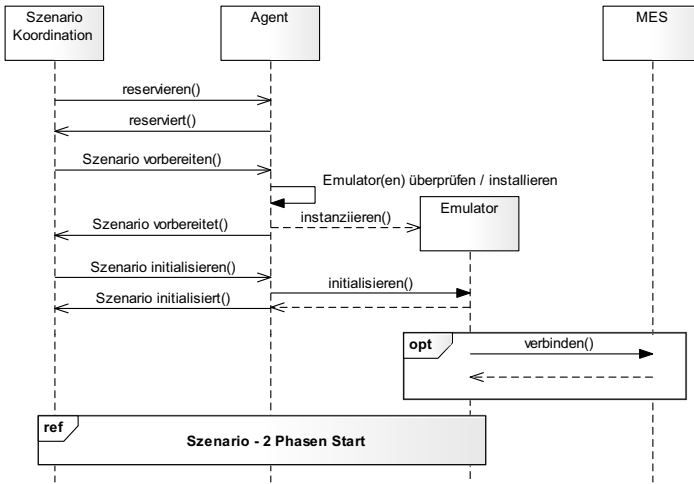 Szenario
Koordination
Agent
MES
reservieren()
reserviert()
Szenario vorbereiten()
Emulator(en) überprüfen / installieren
Szenario vorbereitet()
instanziieren()
Emulator
Szenario initialisieren()
initialisieren()
Szenario initialisiert()
opt
verbinden()
ref
Szenario - 2 Phasen Start